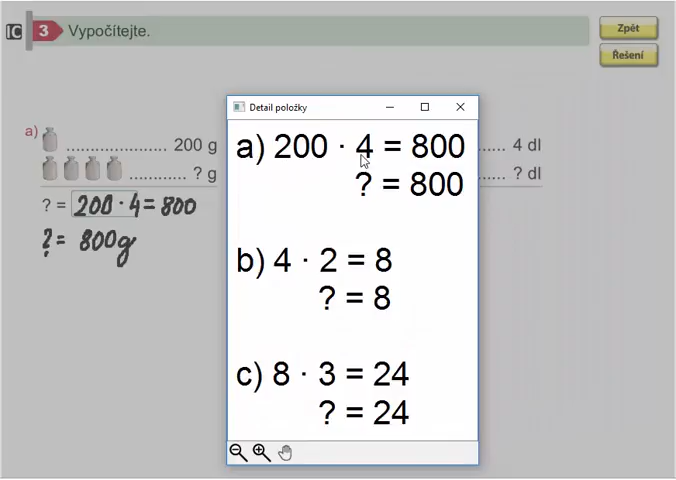 3 Vypočítejte.
Zpět
Řešení
a) ..................... 200 g
............ ? g
? = 200 · 4 = 800
? = 800g
Detail položky
a) 200 · 4 = 800
? = 800
b) 4 · 2 = 8
? = 8
c) 8 · 3 = 24
? = 24
...... 4 dl
...... ? dl